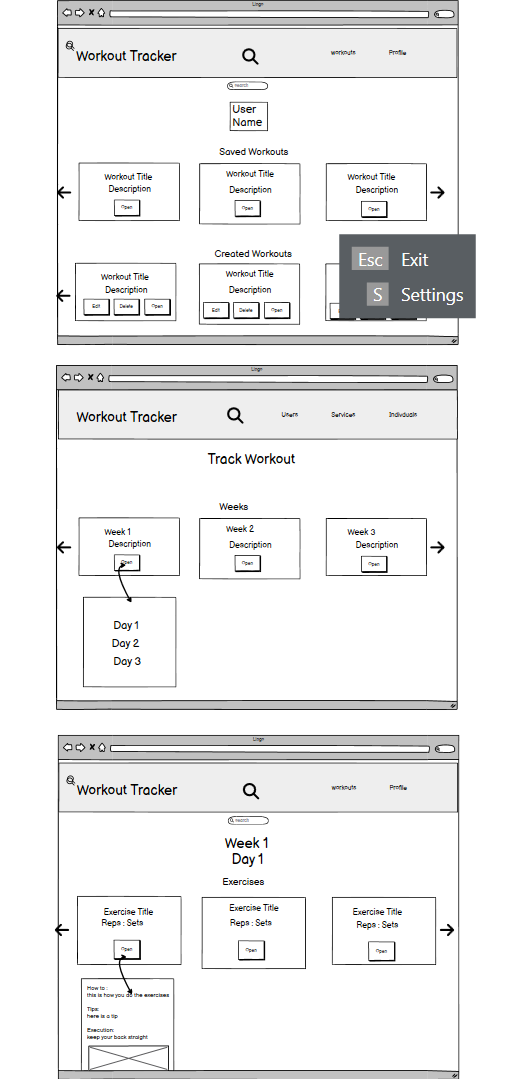 Lingo
Workout Tracker
workouts
Profile
search
User
Name
Saved Workouts
Workout Title
Description
Open
Workout Title
Description
Open
Workout Title
Description
Open
Created Workouts
Workout Title
Description
Edit
Delete
Open
Workout Title
Description
Edit
Delete
Open
Esc Exit
S Settings
Lingo
Workout Tracker
Users
Services
Indivduals
Track Workout
Weeks
Week 1
Description
Open
Week 2
Description
Open
Week 3
Description
Open
Day 1
Day 2
Day 3
Lingo
Workout Tracker
workouts
Profile
search
Week 1
Day 1
Exercises
Exercise Title
Reps : Sets
Open
Exercise Title
Reps : Sets
Open
Exercise Title
Reps : Sets
Open
How to :
this is how you do the exercises
Tips:
here is a tip
Execution:
keep your back straight